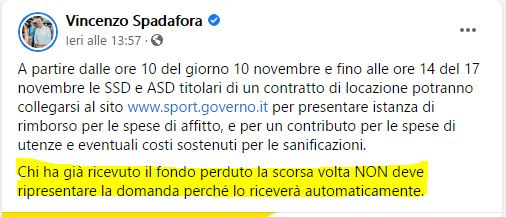 Vincenzo Spadafora
Ieri alle 13:57 ·
A partire dalle ore 10 del giorno 10 novembre e fino alle ore 14 del 17
novembre le SSD e ASD titolari di un contratto di locazione potranno
collegarsi al sito www.sport.governo.it per presentare istanza di
rimborso per le spese di affitto, e per un contributo per le spese di
utenze e eventuali costi sostenuti per le sanificazioni.
Chi ha già ricevuto il fondo perduto la scorsa volta NON deve
ripresentare la domanda perché lo riceverà automaticamente.